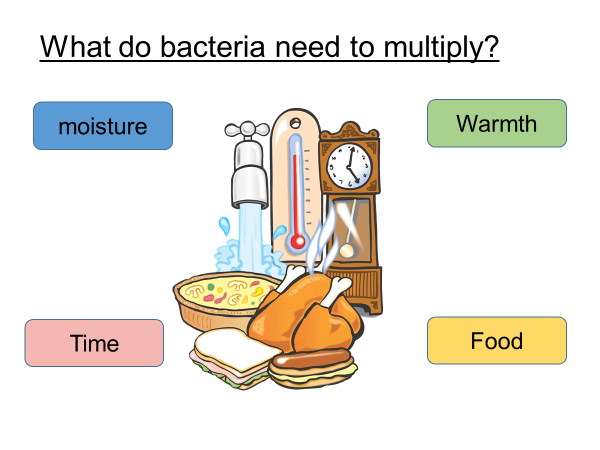 What do bacteria need to multiply?
moisture
Warmth
Time
Food